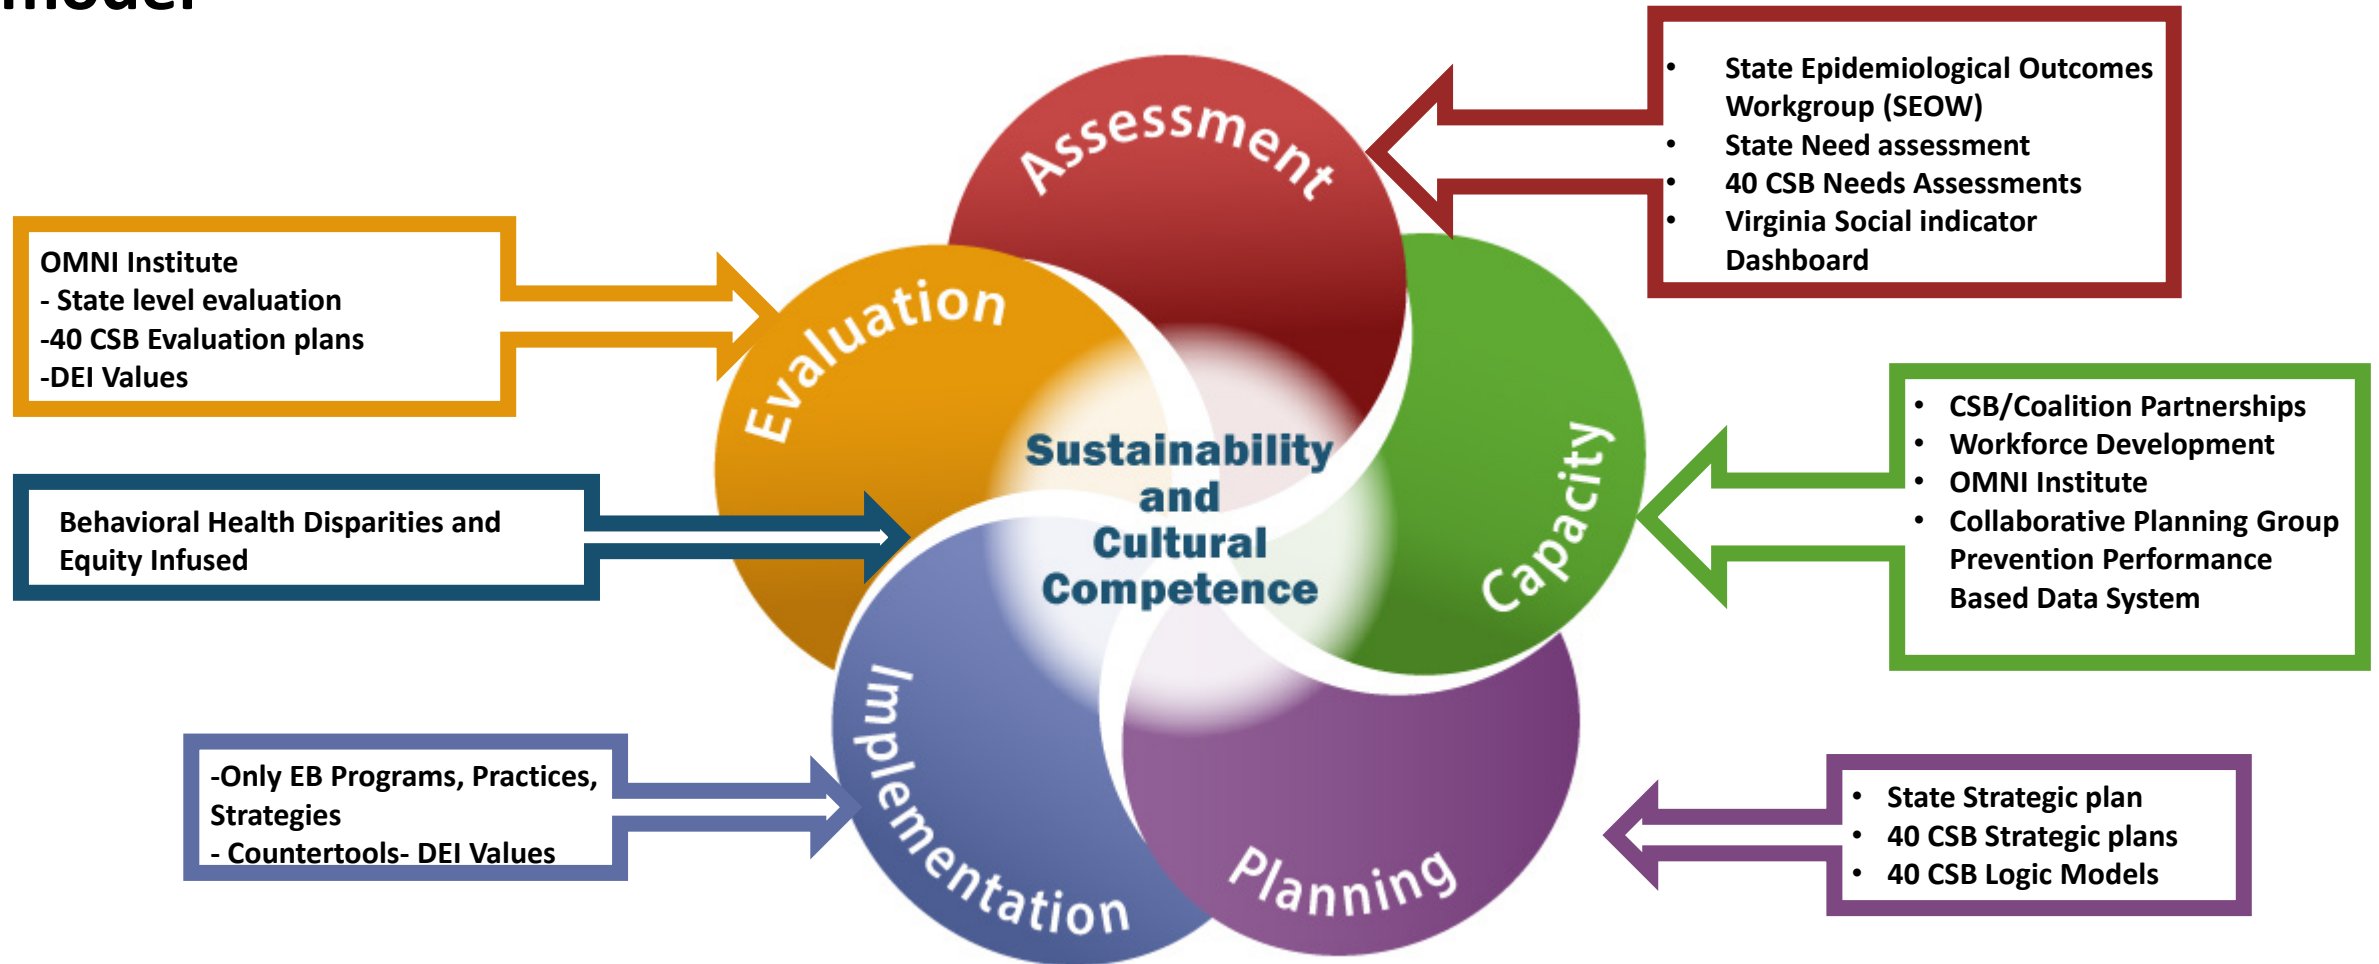 model
Assessment
Capacity
Planning
Implementation
Evaluation
Sustainability
and
Cultural
Competence
• State Epidemiological Outcomes
Workgroup (SEOW)
• State Need assessment
• 40 CSB Needs Assessments
• Virginia Social indicator
Dashboard
• CSB/Coalition Partnerships
• Workforce Development
• OMNI Institute
• Collaborative Planning Group
Prevention Performance
Based Data System
• State Strategic plan
• 40 CSB Strategic plans
• 40 CSB Logic Models
-Only EB Programs, Practices,
Strategies
- Countertools- DEI Values
Behavioral Health Disparities and
Equity Infused
OMNI Institute
- State level evaluation
-40 CSB Evaluation plans
-DEI Values